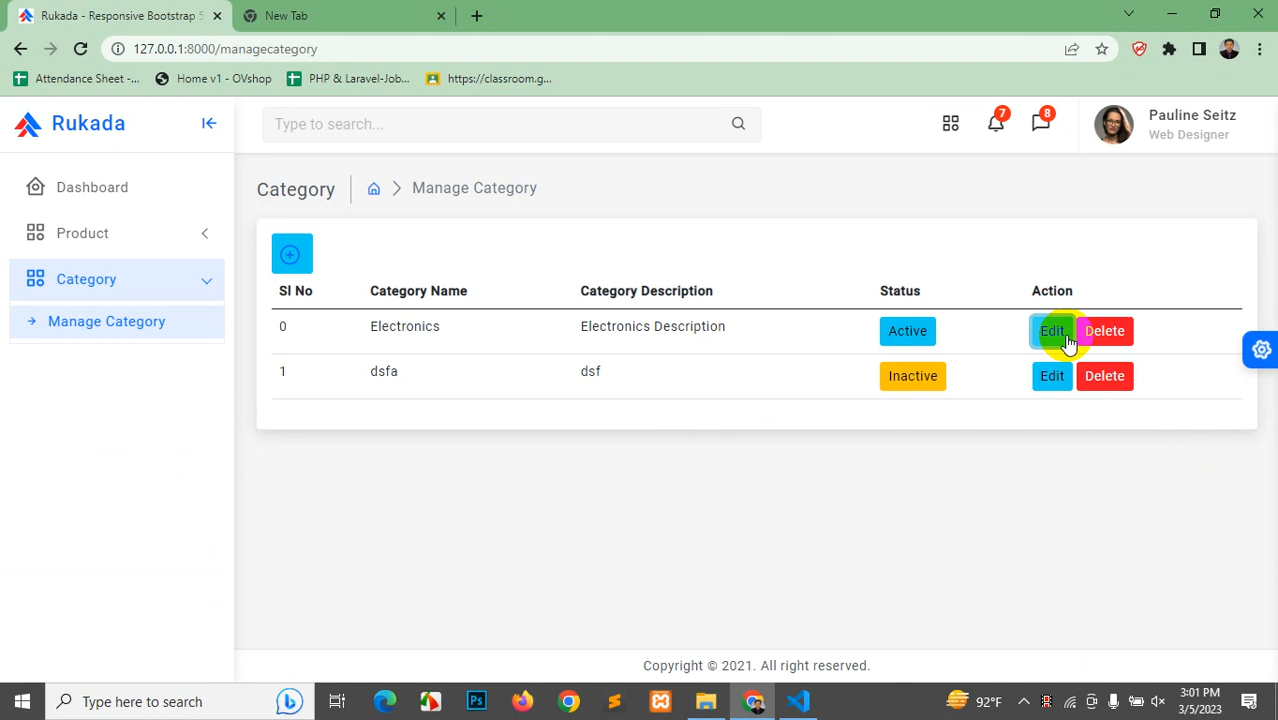 Rukada - Responsive Bootstrap 5
New Tab
127.0.0.1:8000/managecategory
Attendance Sheet -...
Home v1 - OVshop
PHP & Laravel-Job...
https://classroom.g...
Rukada
Type to search...
7
8
Pauline Seitz
Web Designer
Dashboard
Product
Category
Manage Category
Category
Manage Category
Sl No Category Name Category Description Status Action
0 Electronics Electronics Description Active Edit Delete
1 dsfa dsf Inactive Edit Delete
Copyright © 2021. All right reserved.
Type here to search
Ps
92°F
3:01 PM
3/5/2023